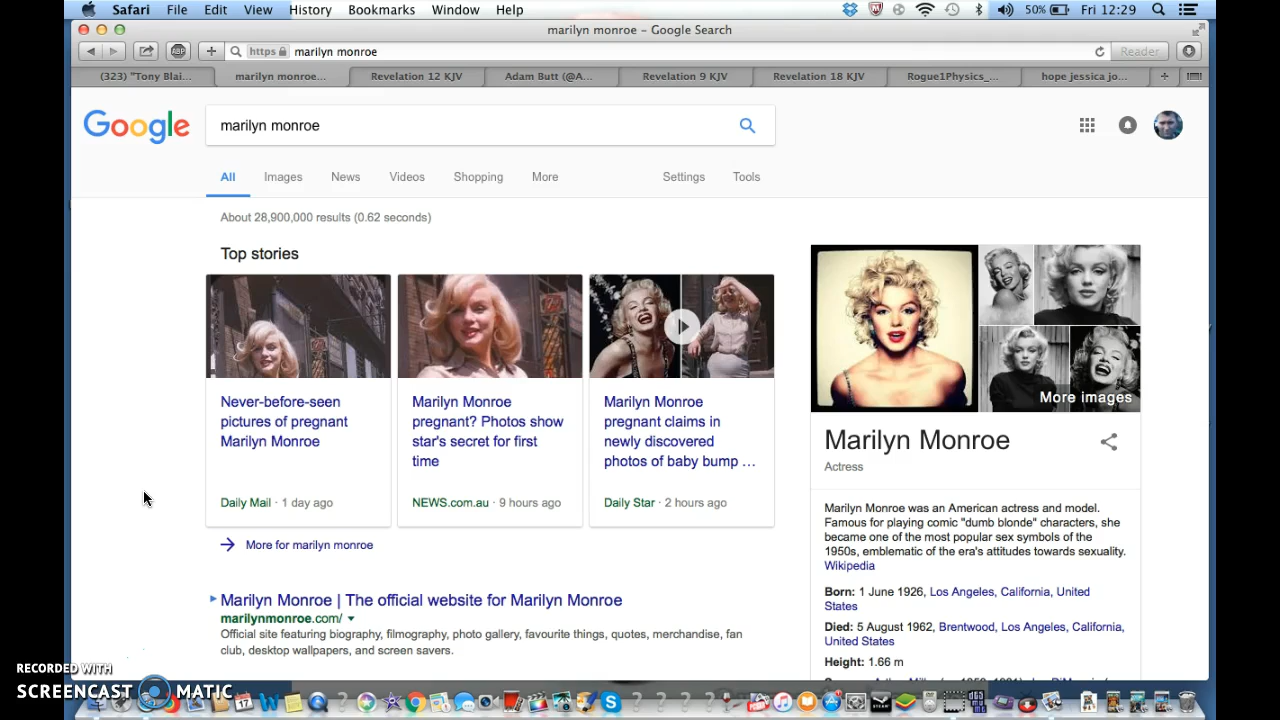 Safari File Edit View History Bookmarks Window Help 50% Fri 12:29
marilyn monroe – Google Search
ABP + https marilyn monroe Reader
(323) "Tony Blai... marilyn monroe... Revelation 12 KJV Adam Butt (@A... Revelation 9 KJV Revelation 18 KJV Rogue1Physics_... hope jessica jo... +
Google marilyn monroe
All Images News Videos Shopping More Settings Tools
About 28,900,000 results (0.62 seconds)
Top stories
Never-before-seen
pictures of pregnant
Marilyn Monroe
Daily Mail · 1 day ago
Marilyn Monroe
pregnant? Photos show
star's secret for first
time
NEWS.com.au · 9 hours ago
Marilyn Monroe
pregnant claims in
newly discovered
photos of baby bump ...
Daily Star · 2 hours ago
More for marilyn monroe
Marilyn Monroe | The official website for Marilyn Monroe
marilynmonroe.com/
Official site featuring biography, filmography, photo gallery, favourite things, quotes, merchandise, fan
club, desktop wallpapers, and screen savers.
More images
Marilyn Monroe
Actress
Marilyn Monroe was an American actress and model.
Famous for playing comic "dumb blonde" characters, she
became one of the most popular sex symbols of the
1950s, emblematic of the era's attitudes towards sexuality.
Wikipedia
Born: 1 June 1926, Los Angeles, California, United
States
Died: 5 August 1962, Brentwood, Los Angeles, California,
United States
Height: 1.66 m
RECORDED WITH
SCREENCAST MATIC